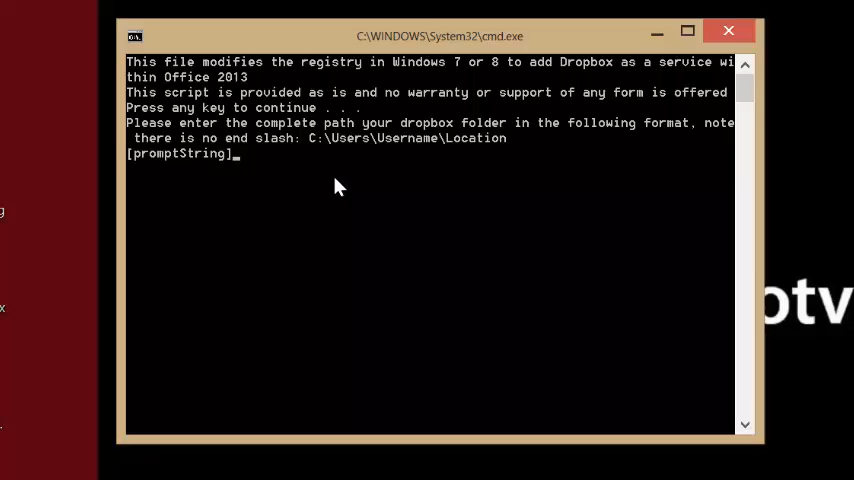 C:\WINDOWS\System32\cmd.exe
This file modifies the registry in Windows 7 or 8 to add Dropbox as a service wi
thin Office 2013
This script is provided as is and no warranty or support of any form is offered
Press any key to continue . . .
Please enter the complete path your dropbox folder in the following format, note
there is no end slash: C:\Users\Username\Location
[promptString]_
g
x
otv